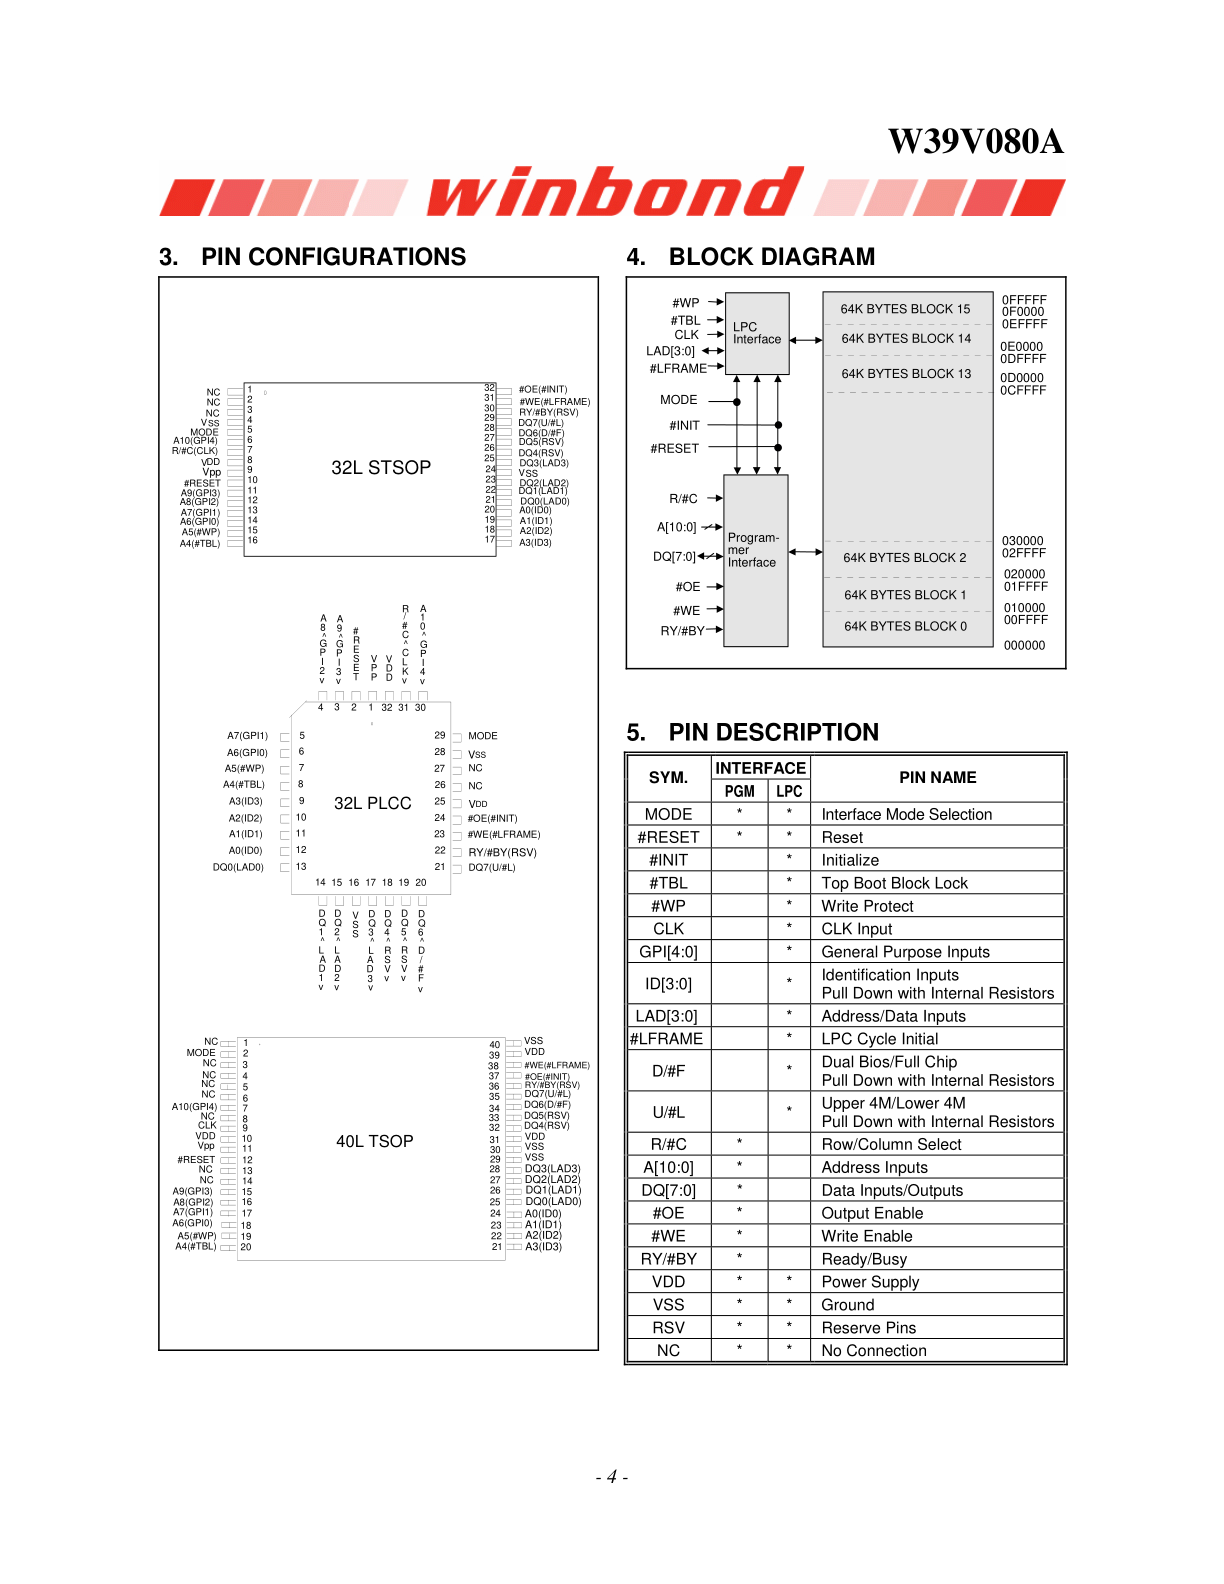 W39V080A
winbond
3. PIN CONFIGURATIONS
32L STSOP
NC 1
NC 2
NC 3
VSS 4
MODE 5
A10(GPI4) 6
R/#C(CLK) 7
VDD 8
Vpp 9
#RESET 10
A9(GPI3) 11
A8(GPI2) 12
A7(GPI1) 13
A6(GPI0) 14
A5(#WP) 15
A4(#TBL) 16
32 #OE(#INIT)
31 #WE(#LFRAME)
30 RY/#BY(RSV)
29 DQ7(U/#L)
28 DQ6(D/#F)
27 DQ5(RSV)
26 DQ4(RSV)
25 DQ3(LAD3)
24 VSS
23 DQ2(LAD2)
22 DQ1(LAD1)
21 DQ0(LAD0)
20 A0(ID0)
19 A1(ID1)
18 A2(ID2)
17 A3(ID3)
A8^GPI2v
A9^GPI3v
#RESET
VPP
VDD
R/#C^CLKv
A10^GPI4v
4 3 2 1 32 31 30
32L PLCC
A7(GPI1) 5
A6(GPI0) 6
A5(#WP) 7
A4(#TBL) 8
A3(ID3) 9
A2(ID2) 10
A1(ID1) 11
A0(ID0) 12
DQ0(LAD0) 13
29 MODE
28 VSS
27 NC
26 NC
25 VDD
24 #OE(#INIT)
23 #WE(#LFRAME)
22 RY/#BY(RSV)
21 DQ7(U/#L)
14 15 16 17 18 19 20
DQ1^LAD1v
DQ2^LAD2v
VSS
DQ3^LAD3v
DQ4^RSVv
DQ5^RSVv
DQ6^D/#Fv
40L TSOP
NC 1
MODE 2
NC 3
NC 4
NC 5
NC 6
A10(GPI4) 7
NC 8
CLK 9
VDD 10
Vpp 11
#RESET 12
NC 13
NC 14
A9(GPI3) 15
A8(GPI2) 16
A7(GPI1) 17
A6(GPI0) 18
A5(#WP) 19
A4(#TBL) 20
40 VSS
39 VDD
38 #WE(#LFRAME)
37 #OE(#INIT)
36 RY/#BY(RSV)
35 DQ7(U/#L)
34 DQ6(D/#F)
33 DQ5(RSV)
32 DQ4(RSV)
31 VDD
30 VSS
29 VSS
28 DQ3(LAD3)
27 DQ2(LAD2)
26 DQ1(LAD1)
25 DQ0(LAD0)
24 A0(ID0)
23 A1(ID1)
22 A2(ID2)
21 A3(ID3)
4. BLOCK DIAGRAM
#WP
#TBL
CLK
LAD[3:0]
#LFRAME
LPC
Interface
MODE
#INIT
#RESET
R/#C
A[10:0]
DQ[7:0]
#OE
#WE
RY/#BY
Program-
mer
Interface
64K BYTES BLOCK 15
64K BYTES BLOCK 14
64K BYTES BLOCK 13
64K BYTES BLOCK 2
64K BYTES BLOCK 1
64K BYTES BLOCK 0
0FFFFF
0F0000
0EFFFF
0E0000
0DFFFF
0D0000
0CFFFF
030000
02FFFF
020000
01FFFF
010000
00FFFF
000000
5. PIN DESCRIPTION
SYM. INTERFACE PIN NAME
PGM LPC
MODE * * Interface Mode Selection
#RESET * * Reset
#INIT * Initialize
#TBL * Top Boot Block Lock
#WP * Write Protect
CLK * CLK Input
GPI[4:0] * General Purpose Inputs
ID[3:0] * Identification Inputs
Pull Down with Internal Resistors
LAD[3:0] * Address/Data Inputs
#LFRAME * LPC Cycle Initial
D/#F * Dual Bios/Full Chip
Pull Down with Internal Resistors
U/#L * Upper 4M/Lower 4M
Pull Down with Internal Resistors
R/#C * Row/Column Select
A[10:0] * Address Inputs
DQ[7:0] * Data Inputs/Outputs
#OE * Output Enable
#WE * Write Enable
RY/#BY * Ready/Busy
VDD * * Power Supply
VSS * * Ground
RSV * * Reserve Pins
NC * * No Connection
- 4 -